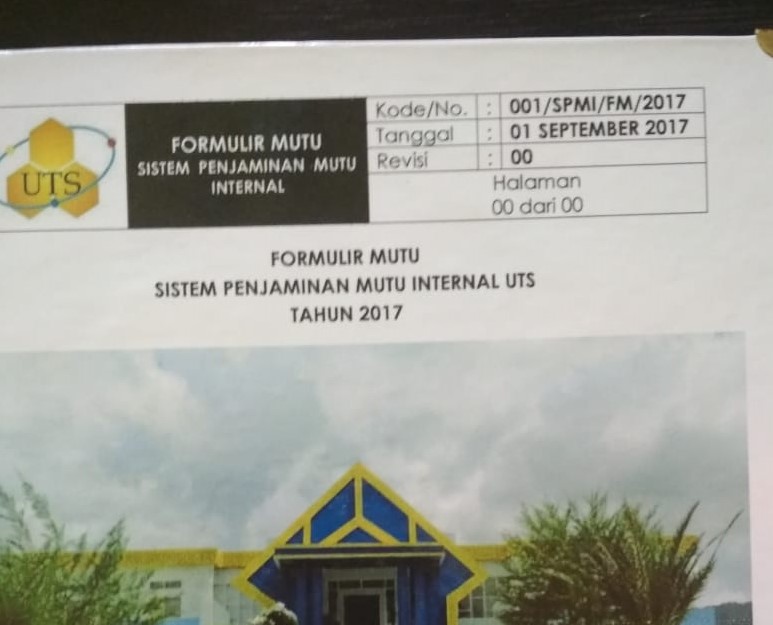 UTS
FORMULIR MUTU
SISTEM PENJAMINAN MUTU
INTERNAL
Kode/No. : 001/SPMI/FM/2017
Tanggal : 01 SEPTEMBER 2017
Revisi : 00
Halaman
00 dari 00
FORMULIR MUTU
SISTEM PENJAMINAN MUTU INTERNAL UTS
TAHUN 2017